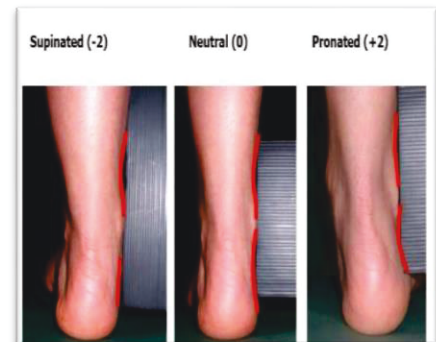 Supinated (-2) Neutral (0) Pronated (+2)